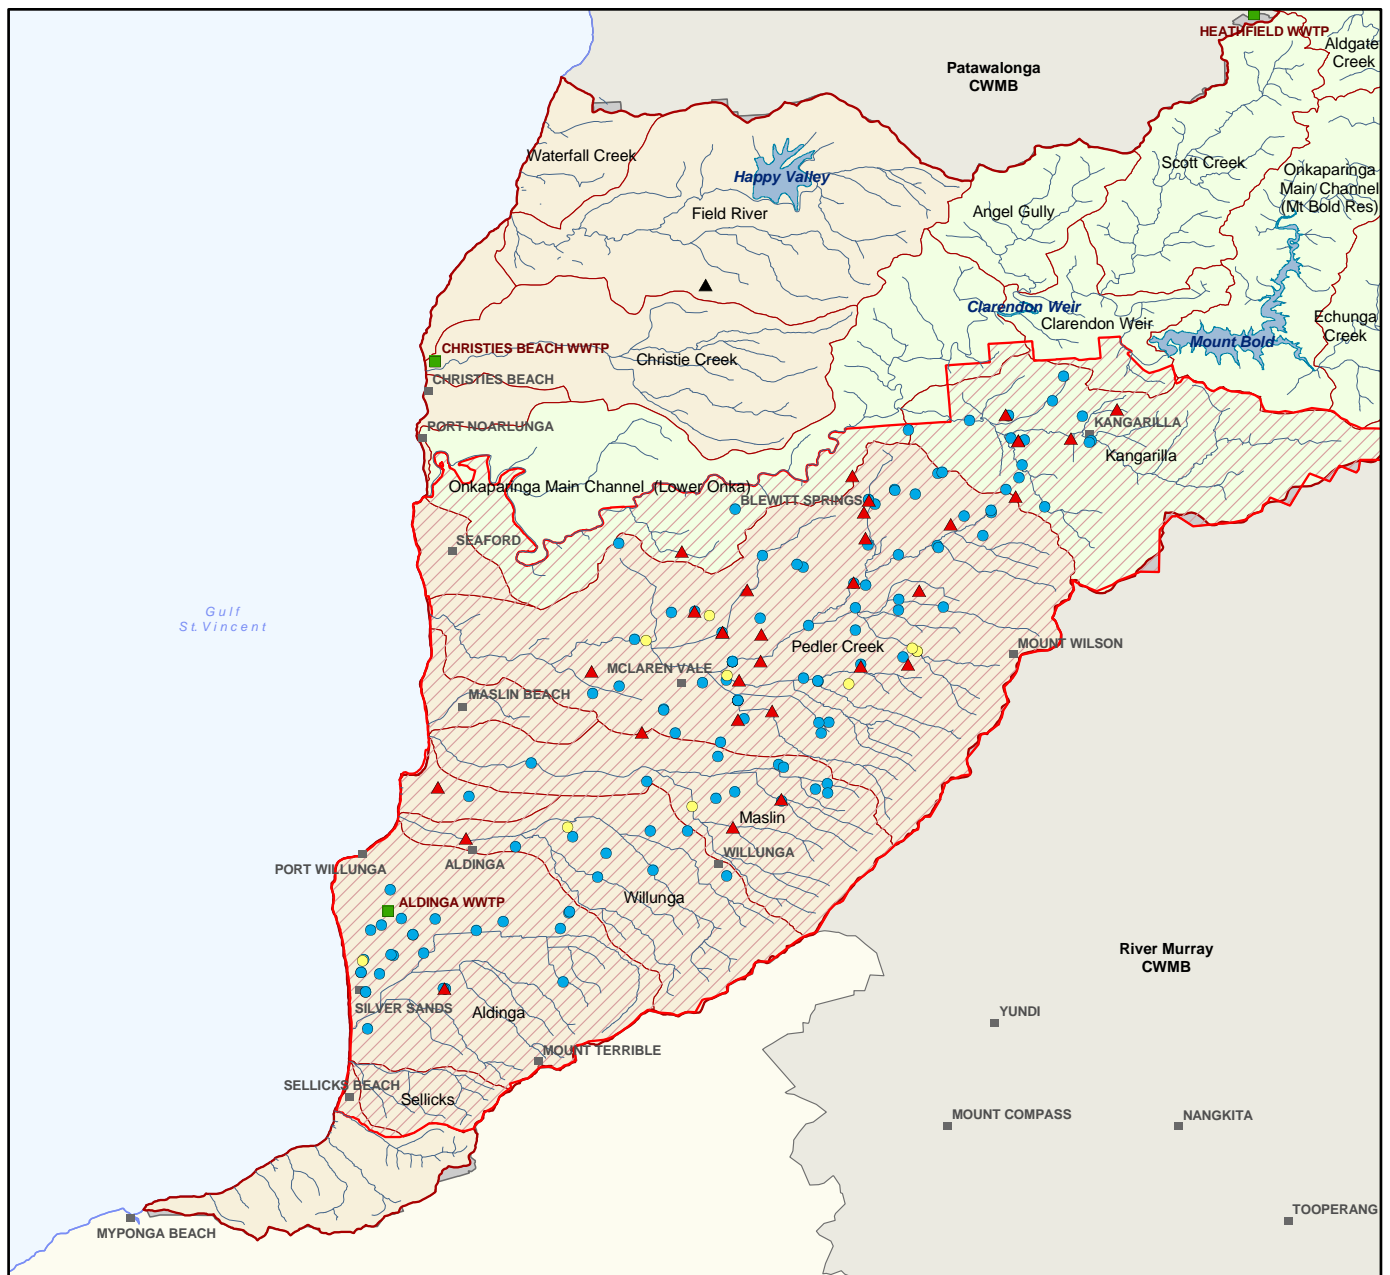 HEATHFIELD WWTP
Aldgate
Creek
Patawalonga
CWMB
Waterfall Creek
Scott Creek
Happy Valley
Onkaparinga
Main Channel
(Mt Bold Res)
Field River
Angel Gully
Clarendon Weir
Clarendon Weir
Echunga
Creek
Mount Bold
CHRISTIES BEACH WWTP
Christie Creek
CHRISTIES BEACH
PORT NOARLUNGA
KANGARILLA
Kangarilla
Onkaparinga Main Channel (Lower Onka)
BLEWITT SPRINGS
SEAFORD
Gulf
St.Vincent
Pedler Creek
MOUNT WILSON
MCLAREN VALE
MASLIN BEACH
Maslin
WILLUNGA
PORT WILLUNGA
ALDINGA
Willunga
ALDINGA WWTP
River Murray
CWMB
SILVER SANDS
Aldinga
YUNDI
MOUNT TERRIBLE
SELLICKS BEACH
Sellicks
MOUNT COMPASS
NANGKITA
TOOPERANG
MYPONGA BEACH